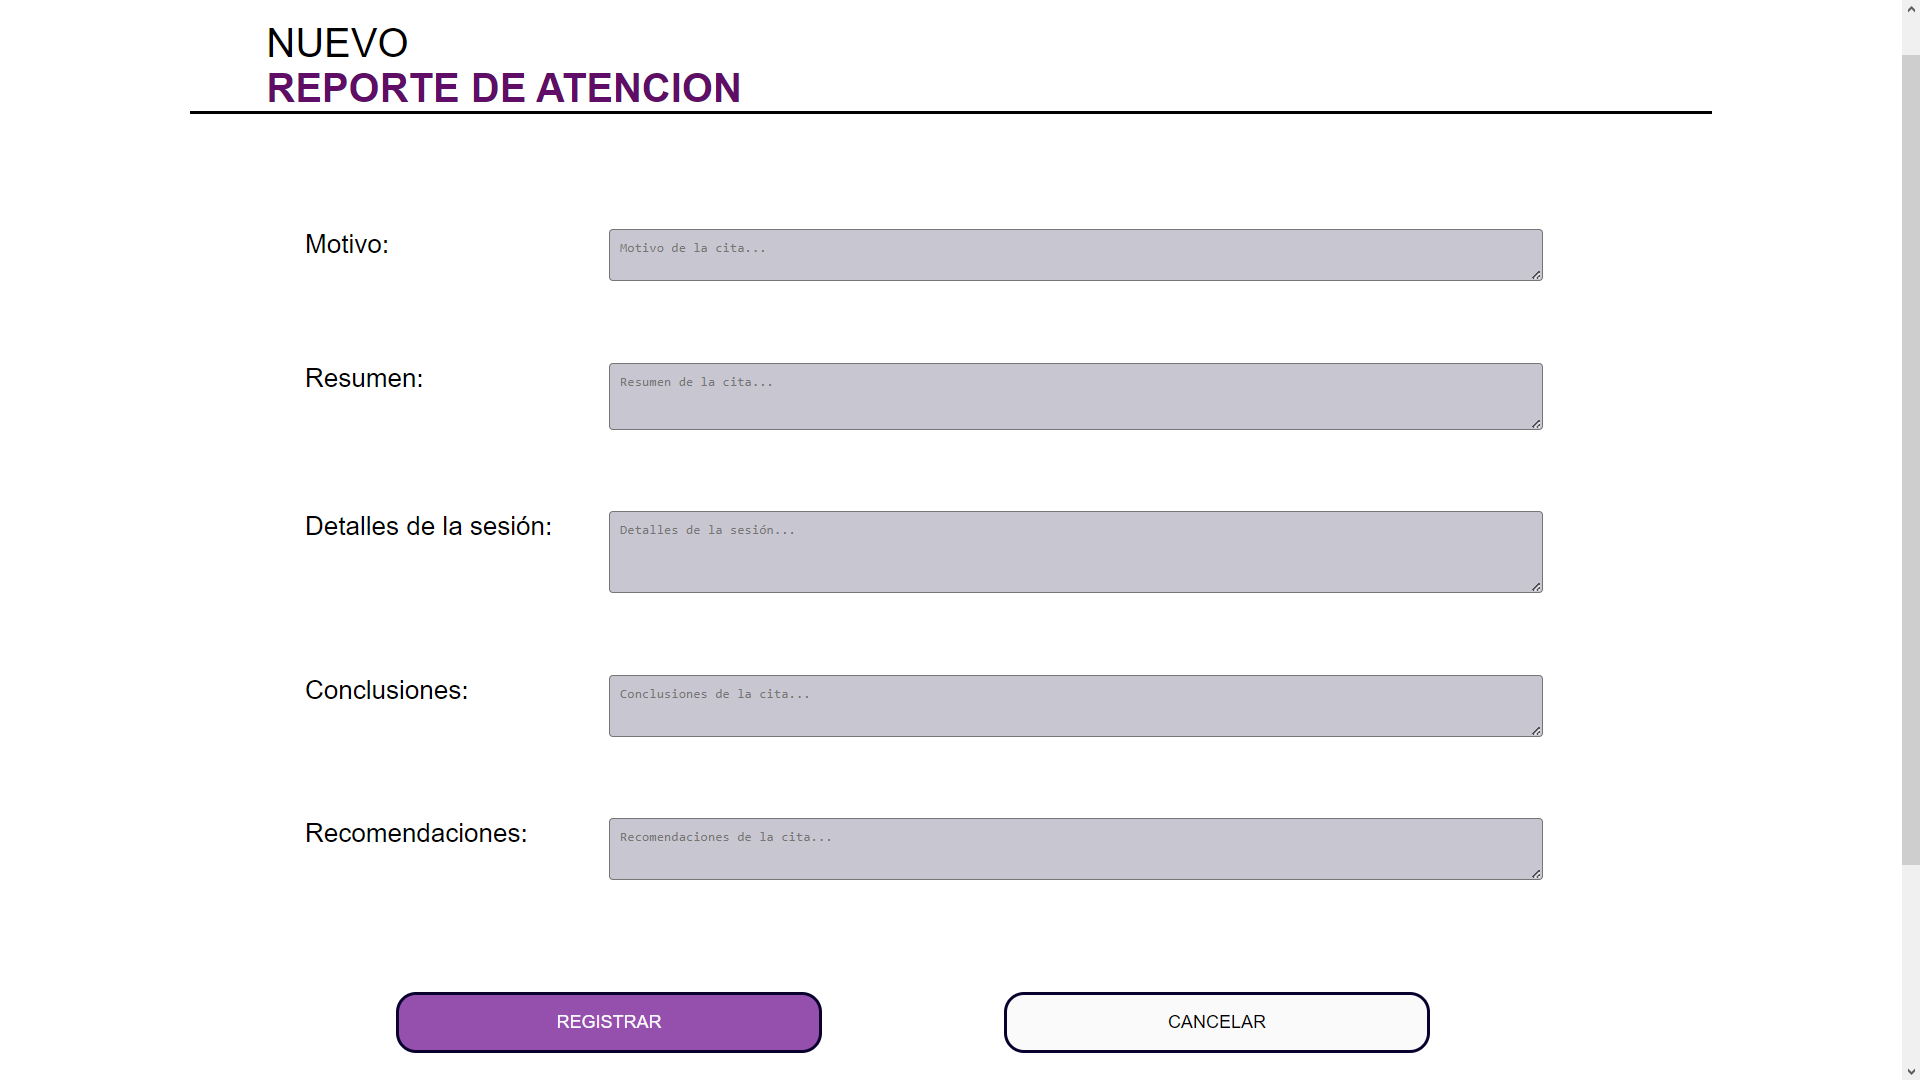 NUEVO
REPORTE DE ATENCION
Motivo:
Motivo de la cita...
Resumen:
Resumen de la cita...
Detalles de la sesión:
Detalles de la sesión...
Conclusiones:
Conclusiones de la cita...
Recomendaciones:
Recomendaciones de la cita...
REGISTRAR
CANCELAR